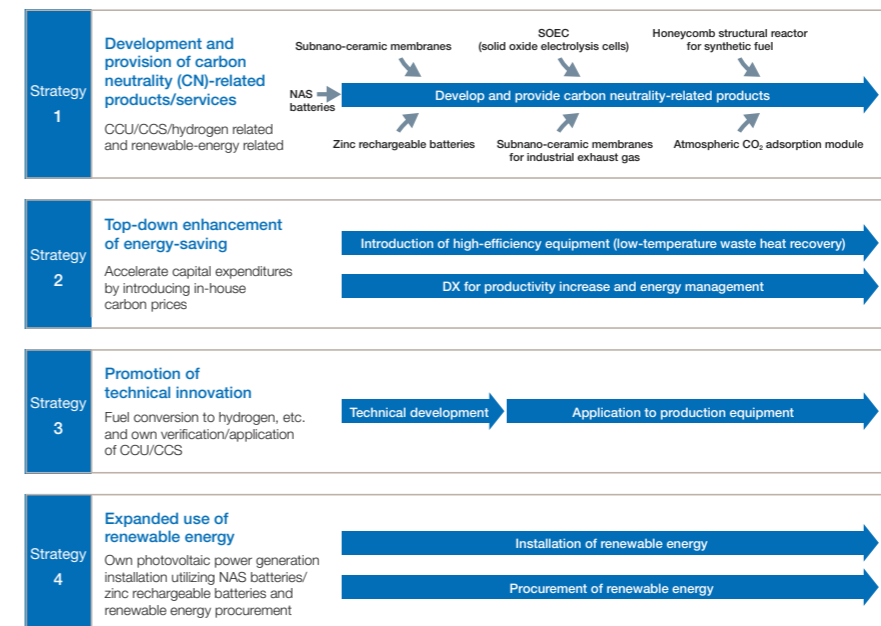 Strategy
1
Development and
provision of carbon
neutrality (CN)-related
products/services
CCU/CCS/hydrogen related
and renewable-energy related
Subnano-ceramic membranes
SOEC
(solid oxide electrolysis cells)
Honeycomb structural reactor
for synthetic fuel
NAS
batteries
Develop and provide carbon neutrality-related products
Zinc rechargeable batteries
Subnano-ceramic membranes
for industrial exhaust gas
Atmospheric CO₂ adsorption module
Strategy
2
Top-down enhancement
of energy-saving
Accelerate capital expenditures
by introducing in-house
carbon prices
Introduction of high-efficiency equipment (low-temperature waste heat recovery)
DX for productivity increase and energy management
Strategy
3
Promotion of
technical innovation
Fuel conversion to hydrogen, etc.
and own verification/application
of CCU/CCS
Technical development
Application to production equipment
Strategy
4
Expanded use of
renewable energy
Own photovoltaic power generation
installation utilizing NAS batteries/
zinc rechargeable batteries and
renewable energy procurement
Installation of renewable energy
Procurement of renewable energy